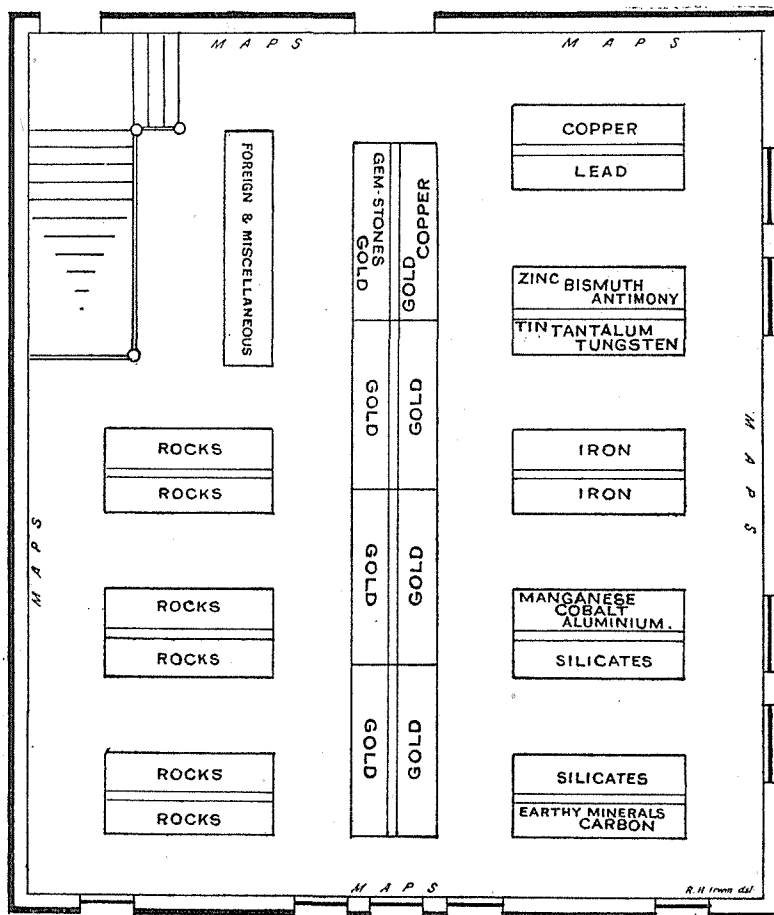 MAPS
MAPS
COPPER
LEAD
FOREIGN & MISCELLANEOUS
GEM-STONES
GOLD
COPPER
GOLD
ZINC BISMUTH
ANTIMONY
TIN TANTALUM
TUNGSTEN
GOLD
GOLD
ROCKS
ROCKS
IRON
IRON
MAPS
MAPS
GOLD
GOLD
ROCKS
ROCKS
MANGANESE
COBALT
ALUMINIUM.
SILICATES
GOLD
GOLD
ROCKS
ROCKS
SILICATES
EARTHY MINERALS
CARBON
MAPS
R. H. Irwin del